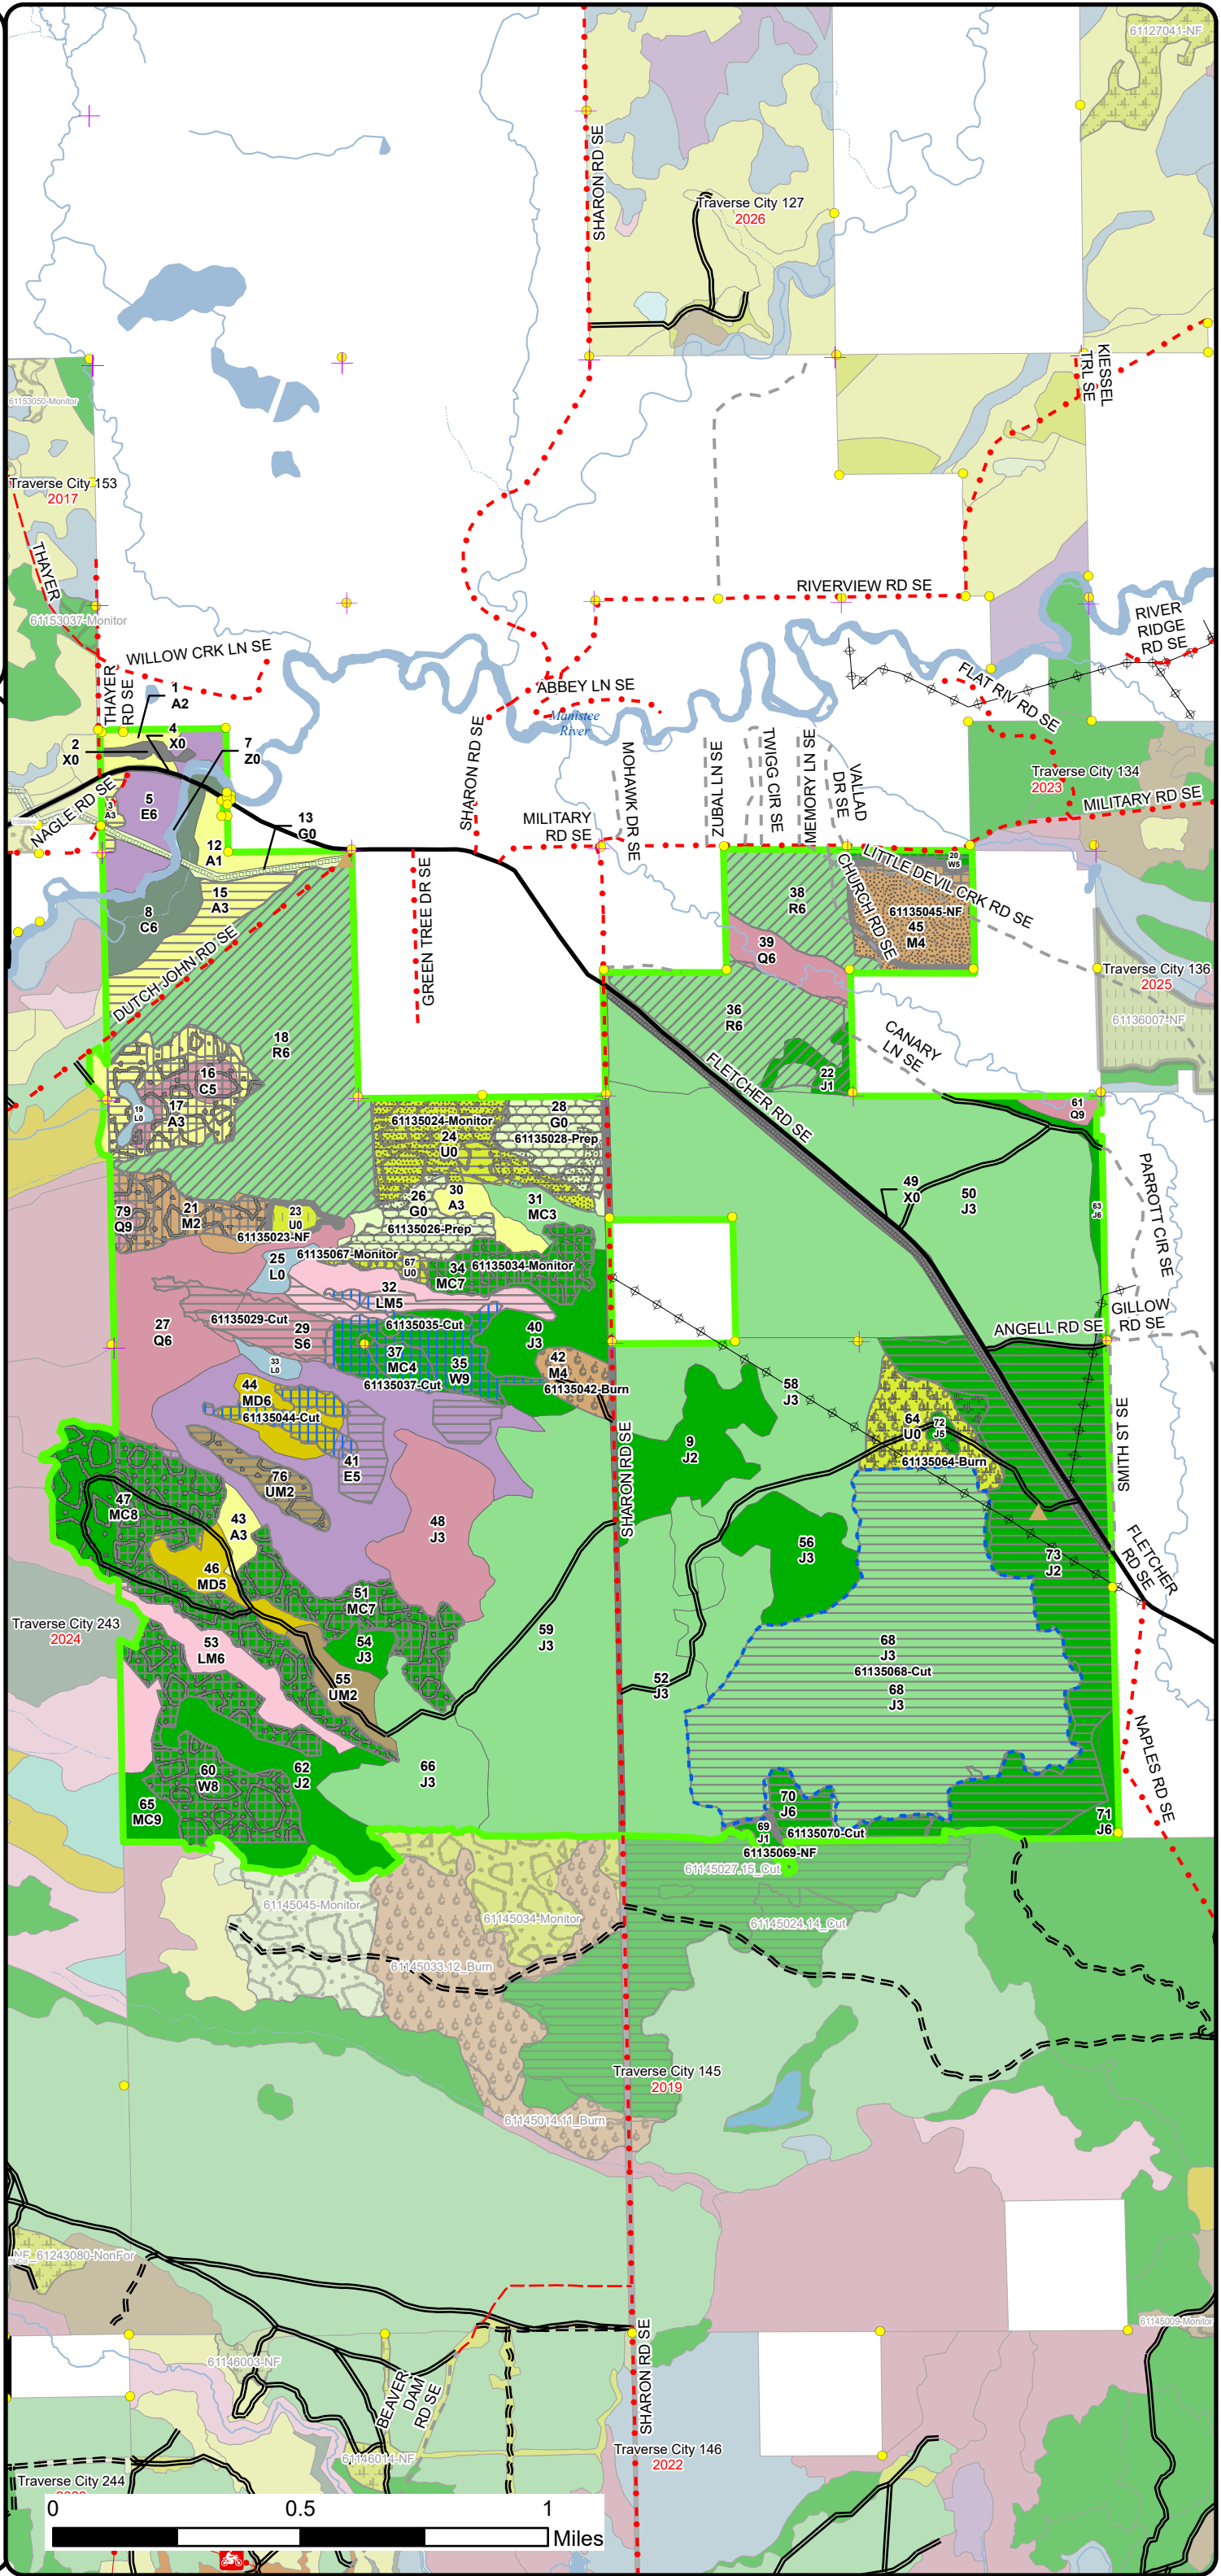 61127041-NF
SHARON RD SE
Traverse City 127
2026
KIESSEL
TRL SE
61153050-Monitor
Traverse City 153
2017
THAYER
61153037-Monitor
WILLOW CRK LN SE
THAYER
RD SE
RIVERVIEW RD SE
RIVER
RIDGE
RD SE
ABBEY LN SE
FLAT RIV RD SE
Manistee
River
1
A2
4
X0
2
X0
7
Z0
SHARON RD SE
MOHAWK DR SE
ZUBAL LN SE
TWIGG CIR SE
MEMORY LN SE
VALLAD
DR SE
Traverse City 134
2023
MILITARY RD SE
NAGLE RD SE
3
A3
5
E6
13
G0
MILITARY
RD SE
12
A1
LITTLE DEVIL CRK RD SE
20
W5
15
A3
GREEN TREE DR SE
CHURCH RD SE
38
R6
61135045-NF
45
M4
8
C6
DUTCH JOHN RD SE
39
Q6
Traverse City 136
2025
36
R6
61136007-NF
18
R6
CANARY
LN SE
FLETCHER RD SE
16
C5
22
J1
19
L0
17
A3
28
G0
61135024-Monitor
24
U0
61135028-Prep
61
Q9
PARROTT CIR SE
49
X0
50
J3
30
A3
26
G0
31
MC3
63
J6
79
Q9
21
M2
23
U0
61135023-NF
61135026-Prep
61135067-Monitor
25
L0
67
U0
34
MC7
61135034-Monitor
32
LM5
GILLOW
RD SE
61135029-Cut
29
S6
61135035-Cut
27
Q6
40
J3
ANGELL RD SE
37
MC4
35
W9
33
L0
42
M4
61135037-Cut
61135042-Burn
44
MD6
58
J3
61135044-Cut
64
U0
72
J5
SHARON RD SE
SMITH ST SE
9
J2
61135064-Burn
41
E5
76
UM2
47
MC8
43
A3
48
J3
56
J3
73
J2
FLETCHER
RD SE
46
MD5
51
MC7
Traverse City 243
2024
53
LM6
54
J3
59
J3
68
J3
61135068-Cut
68
J3
55
UM2
52
J3
NAPLES RD SE
60
W8
62
J2
66
J3
65
MC9
70
J6
71
J6
69
J1
61135070-Cut
61135069-NF
61145027.15_Cut
61145045-Monitor
61145034-Monitor
61145024.14_Cut
61145033.12_Burn
Traverse City 145
2019
61145014.11_Burn
NF_61243080-NonFor
61145009-Monitor
61146003-NF
BEAVER
DAM
RD SE
SHARON RD SE
61146014-NF
Traverse City 146
2022
Traverse City 244
0
0.5
1
Miles